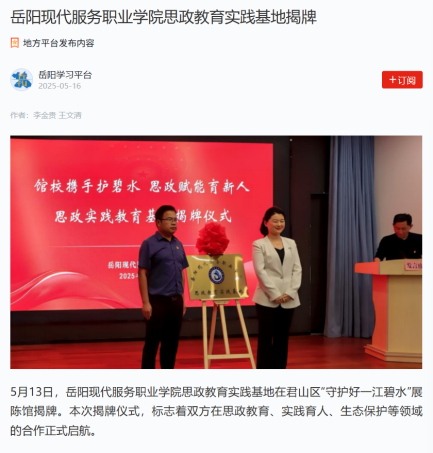 岳阳现代服务职业学院思政教育实践基地揭牌
地方平台发布内容
岳阳学习平台
2025-05-16
+订阅
作者：李金贵 王文清
馆校携手护碧水 思政赋能育新人
思政实践教育基 揭牌仪式
岳阳现代
2025
发言席
5月13日，岳阳现代服务职业学院思政教育实践基地在君山区“守护好一江碧水”展
陈馆揭牌。本次揭牌仪式，标志着双方在思政教育、实践育人、生态保护等领域
的合作正式启航。